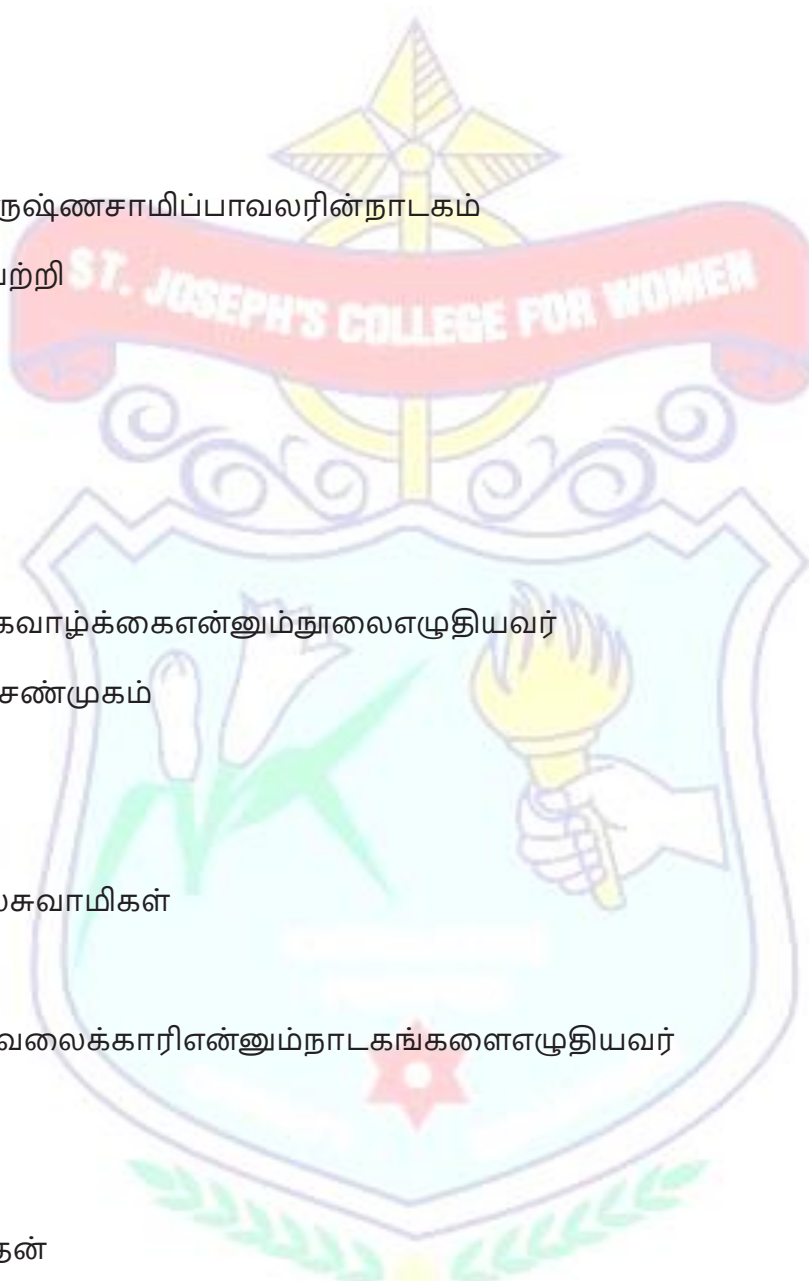 ருஷ்ணசாமிப்பாவலரின்நாடகம்
பற்றி
ST. JOSEPH'S COLLEGE FOR WOMEN
கவாழ்க்கைஎன்னும்நூலைஎழுதியவர்
சண்முகம்
சுவாமிகள்
வலைக்காரிஎன்னும்நாடகங்களைஎழுதியவர்
தன்